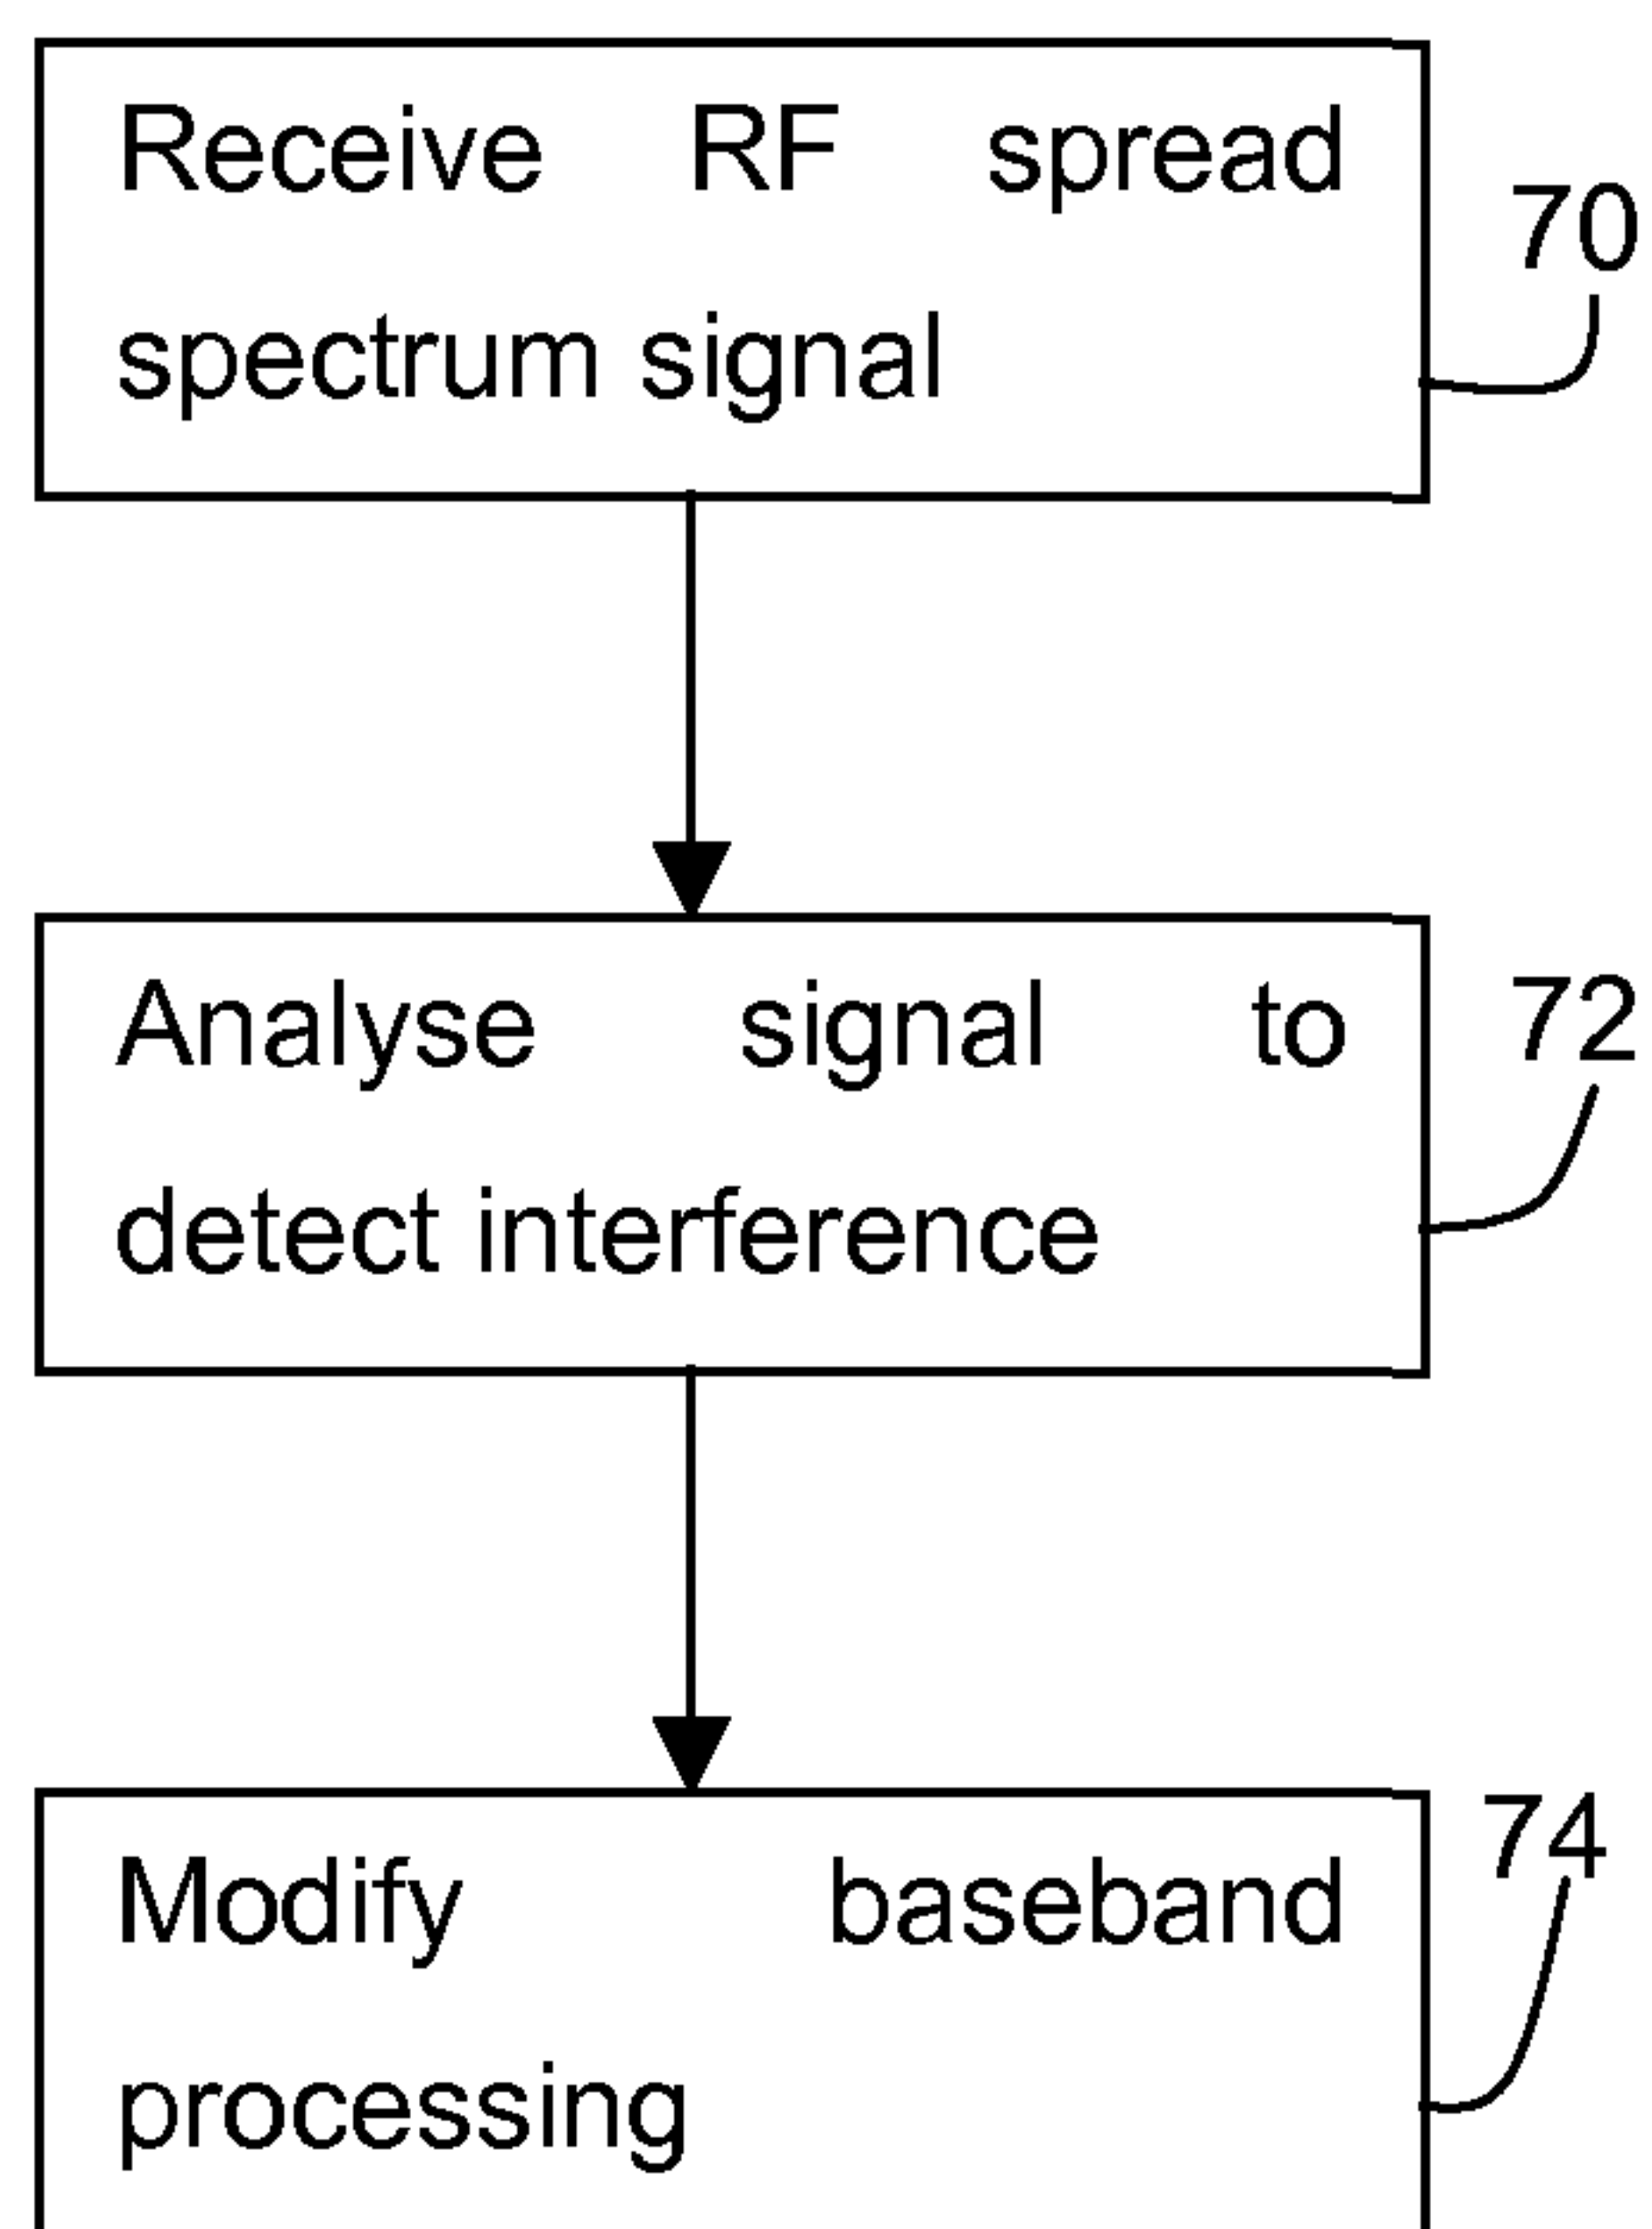 Receive RF spread
70
spectrum signal
Analyse signal to
72
detect interference
Modify baseband
74
processing